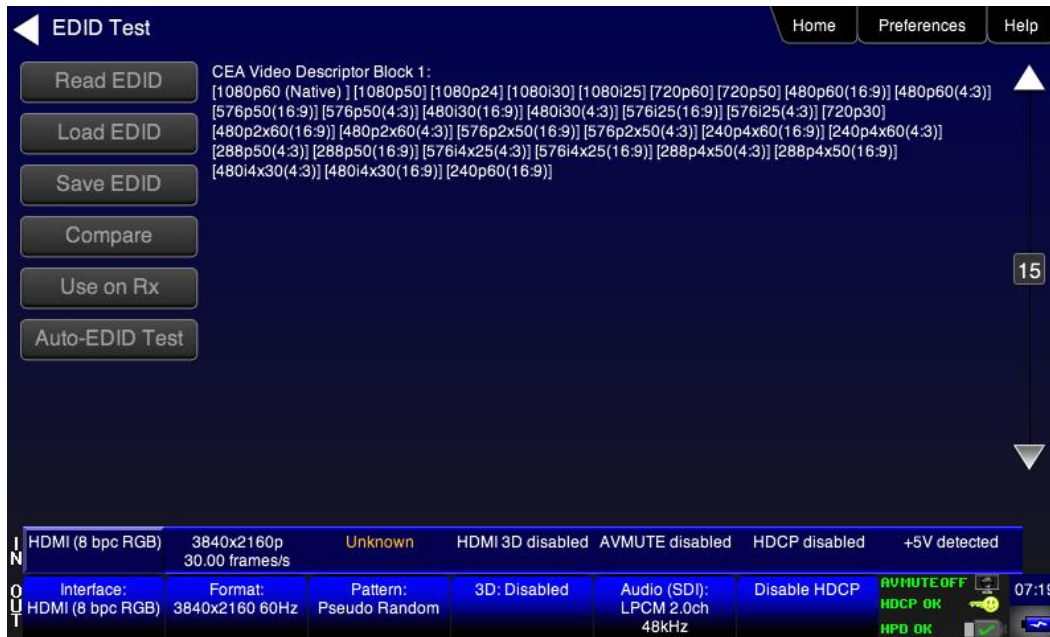 EDID Test
Home
Preferences
Help
Read EDID
Load EDID
Save EDID
Compare
Use on Rx
Auto-EDID Test
CEA Video Descriptor Block 1:
[1080p60 (Native) ] [1080p50] [1080p24] [1080i30] [1080i25] [720p60] [720p50] [480p60(16:9)] [480p60(4:3)]
[576p50(16:9)] [576p50(4:3)] [480i30(16:9)] [480i30(4:3)] [576i25(16:9)] [576i25(4:3)] [720p30]
[480p2x60(16:9)] [480p2x60(4:3)] [576p2x50(16:9)] [576p2x50(4:3)] [240p4x60(16:9)] [240p4x60(4:3)]
[288p50(4:3)] [288p50(16:9)] [576i4x25(4:3)] [576i4x25(16:9)] [288p4x50(4:3)] [288p4x50(16:9)]
[480i4x30(4:3)] [480i4x30(16:9)] [240p60(16:9)]
15
IN
HDMI (8 bpc RGB)
3840x2160p
30.00 frames/s
Unknown
HDMI 3D disabled
AVMUTE disabled
HDCP disabled
+5V detected
OUT
Interface:
HDMI (8 bpc RGB)
Format:
3840x2160 60Hz
Pattern:
Pseudo Random
3D: Disabled
Audio (SDI):
LPCM 2.0ch
48kHz
Disable HDCP
AVMUTE OFF
HDCP OK
HPD OK
07:19